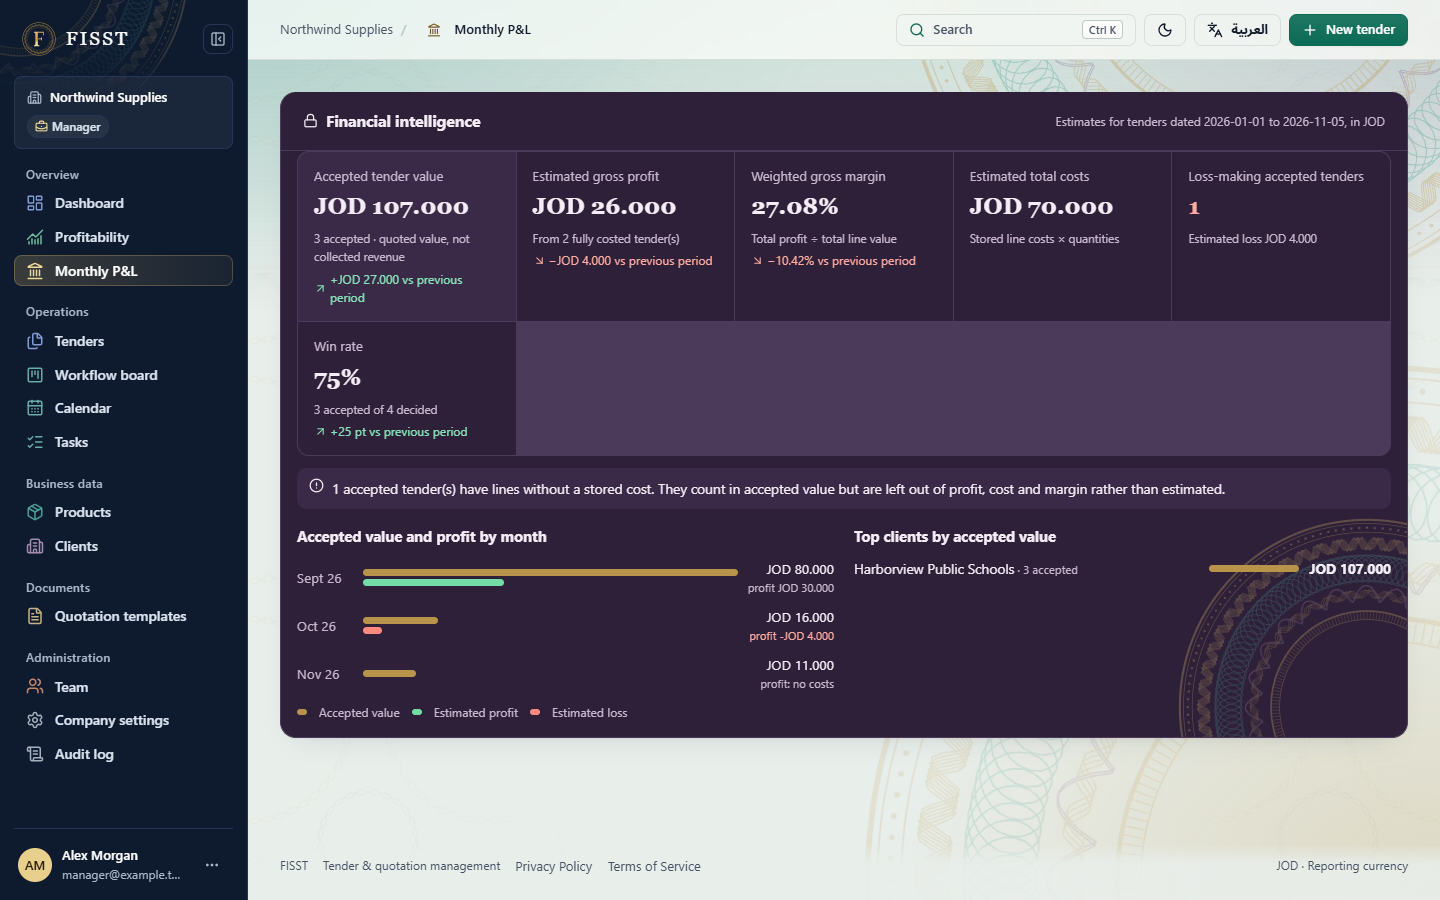 FISST
Northwind Supplies
Manager
Overview
Dashboard
Profitability
Monthly P&L
Operations
Tenders
Workflow board
Calendar
Tasks
Business data
Products
Clients
Documents
Quotation templates
Administration
Team
Company settings
Audit log
AM
Alex Morgan
manager@example.t...
Northwind Supplies / Monthly P&L
Search Ctrl K
العربية
New tender
Financial intelligence
Estimates for tenders dated 2026-01-01 to 2026-11-05, in JOD
Accepted tender value
JOD 107.000
3 accepted · quoted value, not
collected revenue
+JOD 27.000 vs previous
period
Estimated gross profit
JOD 26.000
From 2 fully costed tender(s)
−JOD 4.000 vs previous period
Weighted gross margin
27.08%
Total profit ÷ total line value
−10.42% vs previous period
Estimated total costs
JOD 70.000
Stored line costs × quantities
Loss-making accepted tenders
1
Estimated loss JOD 4.000
Win rate
75%
3 accepted of 4 decided
+25 pt vs previous period
1 accepted tender(s) have lines without a stored cost. They count in accepted value but are left out of profit, cost and margin rather than estimated.
Accepted value and profit by month
Sept 26
JOD 80.000
profit JOD 30.000
Oct 26
JOD 16.000
profit -JOD 4.000
Nov 26
JOD 11.000
profit: no costs
Accepted value Estimated profit Estimated loss
Top clients by accepted value
Harborview Public Schools · 3 accepted
JOD 107.000
FISST Tender & quotation management Privacy Policy Terms of Service
JOD · Reporting currency